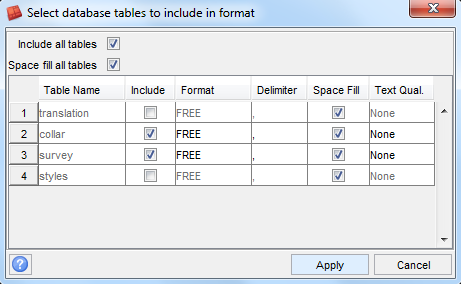 Select database tables to include in format
Include all tables
Space fill all tables
Table Name Include Format Delimiter Space Fill Text Qual.
1 translation FREE , None
2 collar FREE , None
3 survey FREE , None
4 styles FREE , None
? Apply Cancel